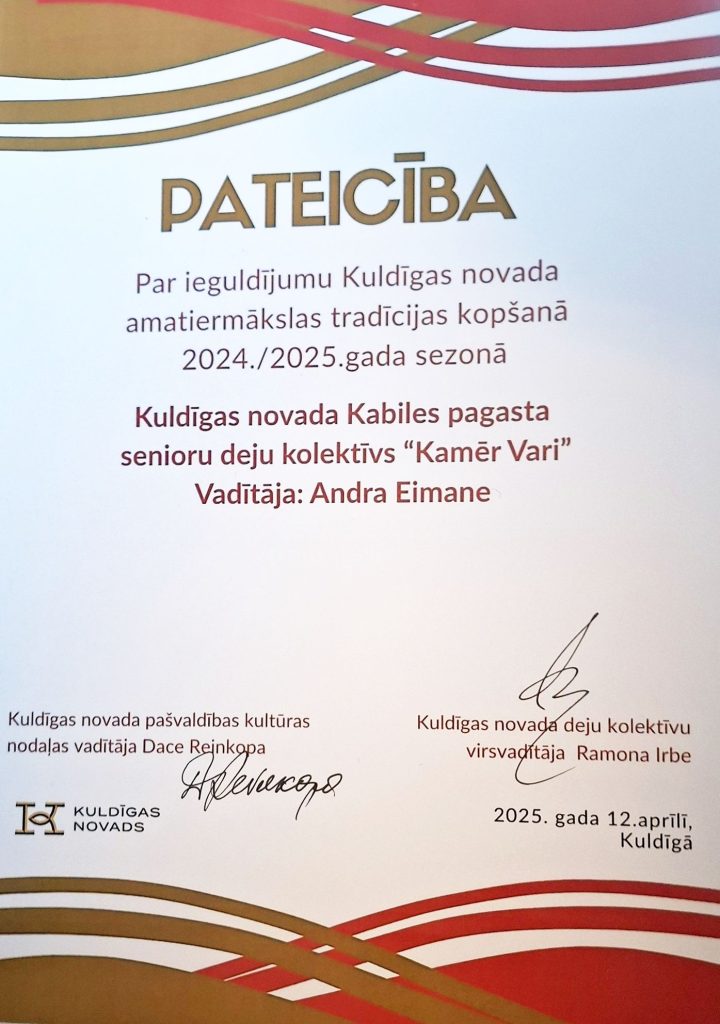 PATEICĪBA
Par ieguldījumu Kuldīgas novada
amatiermākslas tradīcijas kopšanā
2024./2025.gada sezonā
Kuldīgas novada Kabiles pagasta
senioru deju kolektīvs “Kamēr Vari”
Vadītāja: Andra Eimane
Kuldīgas novada pašvaldības kultūras
nodaļas vadītāja Dace Reinkopa
Kuldīgas novada deju kolektīvu
virsvadītāja Ramona Irbe
KULDĪGAS
NOVADS
2025. gada 12.aprīlī,
Kuldīgā